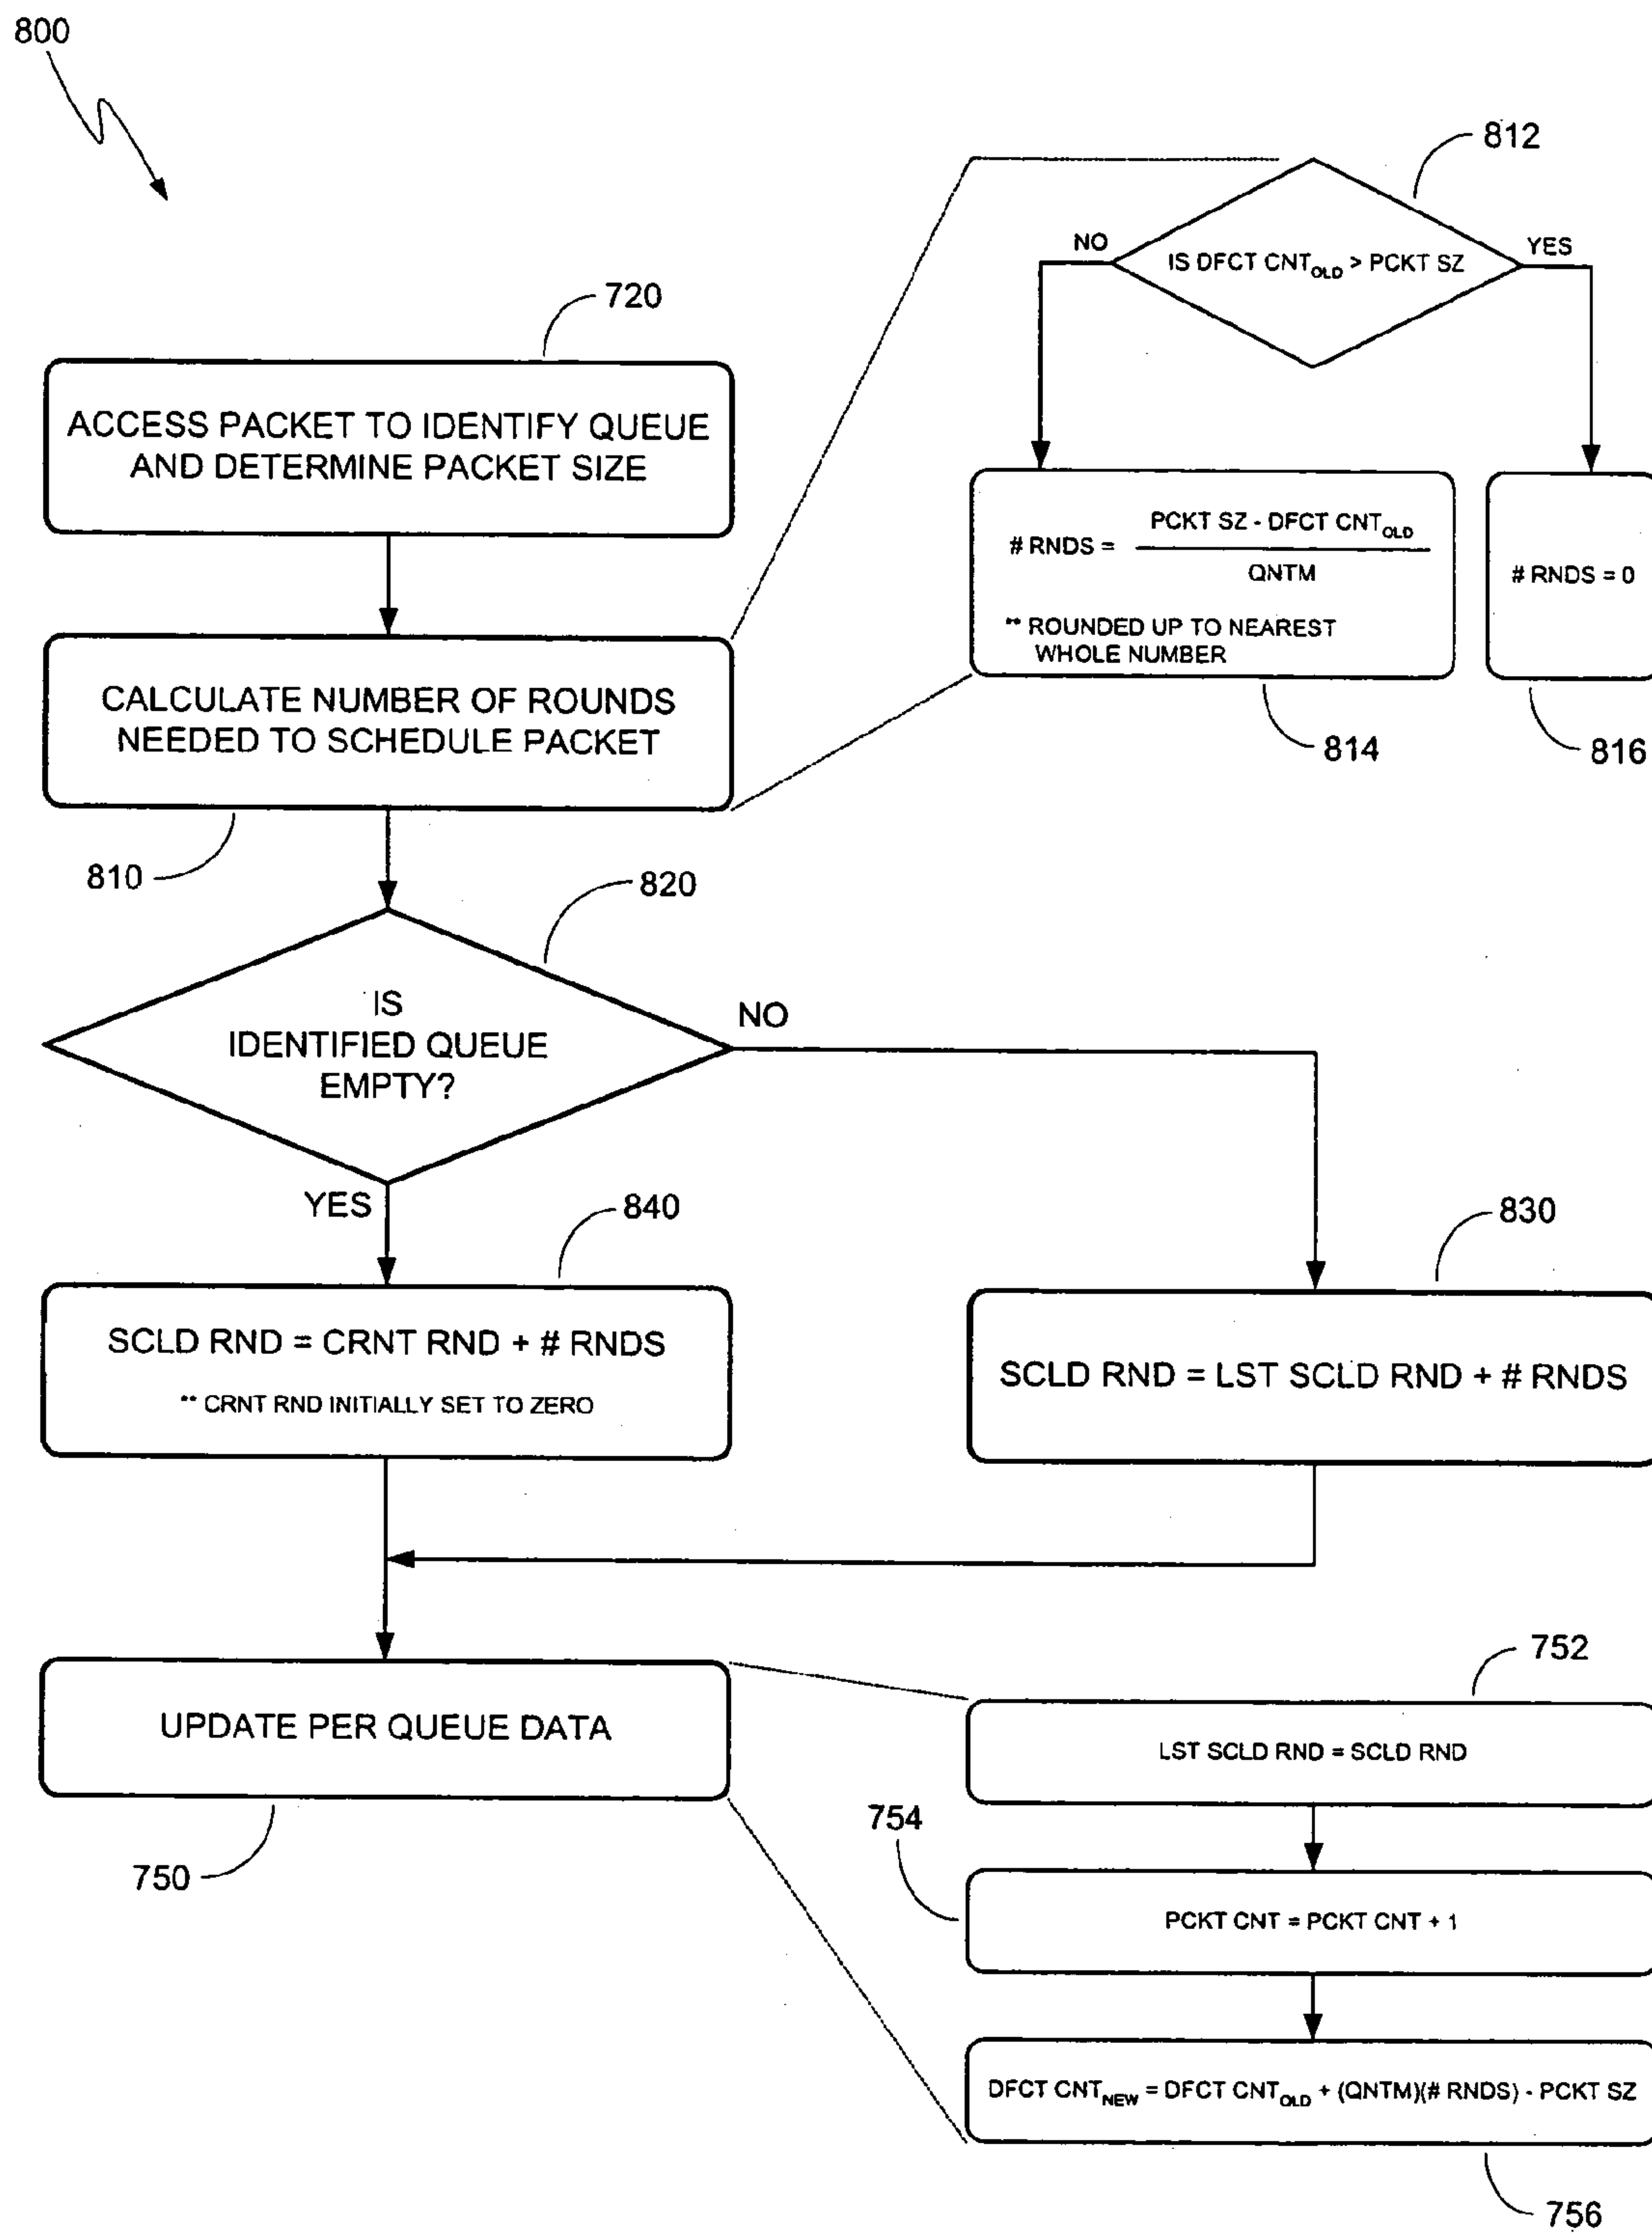 800
812
NO
YES
IS DFCT CNT_OLD > PCKT SZ
720
ACCESS PACKET TO IDENTIFY QUEUE
AND DETERMINE PACKET SIZE
PCKT SZ - DFCT CNT_OLD
# RNDS =
QNTM
** ROUNDED UP TO NEAREST
WHOLE NUMBER
# RNDS = 0
814
816
CALCULATE NUMBER OF ROUNDS
NEEDED TO SCHEDULE PACKET
810
820
IS
IDENTIFIED QUEUE
EMPTY?
NO
YES
840
830
SCLD RND = CRNT RND + # RNDS
** CRNT RND INITIALLY SET TO ZERO
SCLD RND = LST SCLD RND + # RNDS
752
UPDATE PER QUEUE DATA
LST SCLD RND = SCLD RND
750
754
PCKT CNT = PCKT CNT + 1
DFCT CNT_NEW = DFCT CNT_OLD + (QNTM)(# RNDS) - PCKT SZ
756